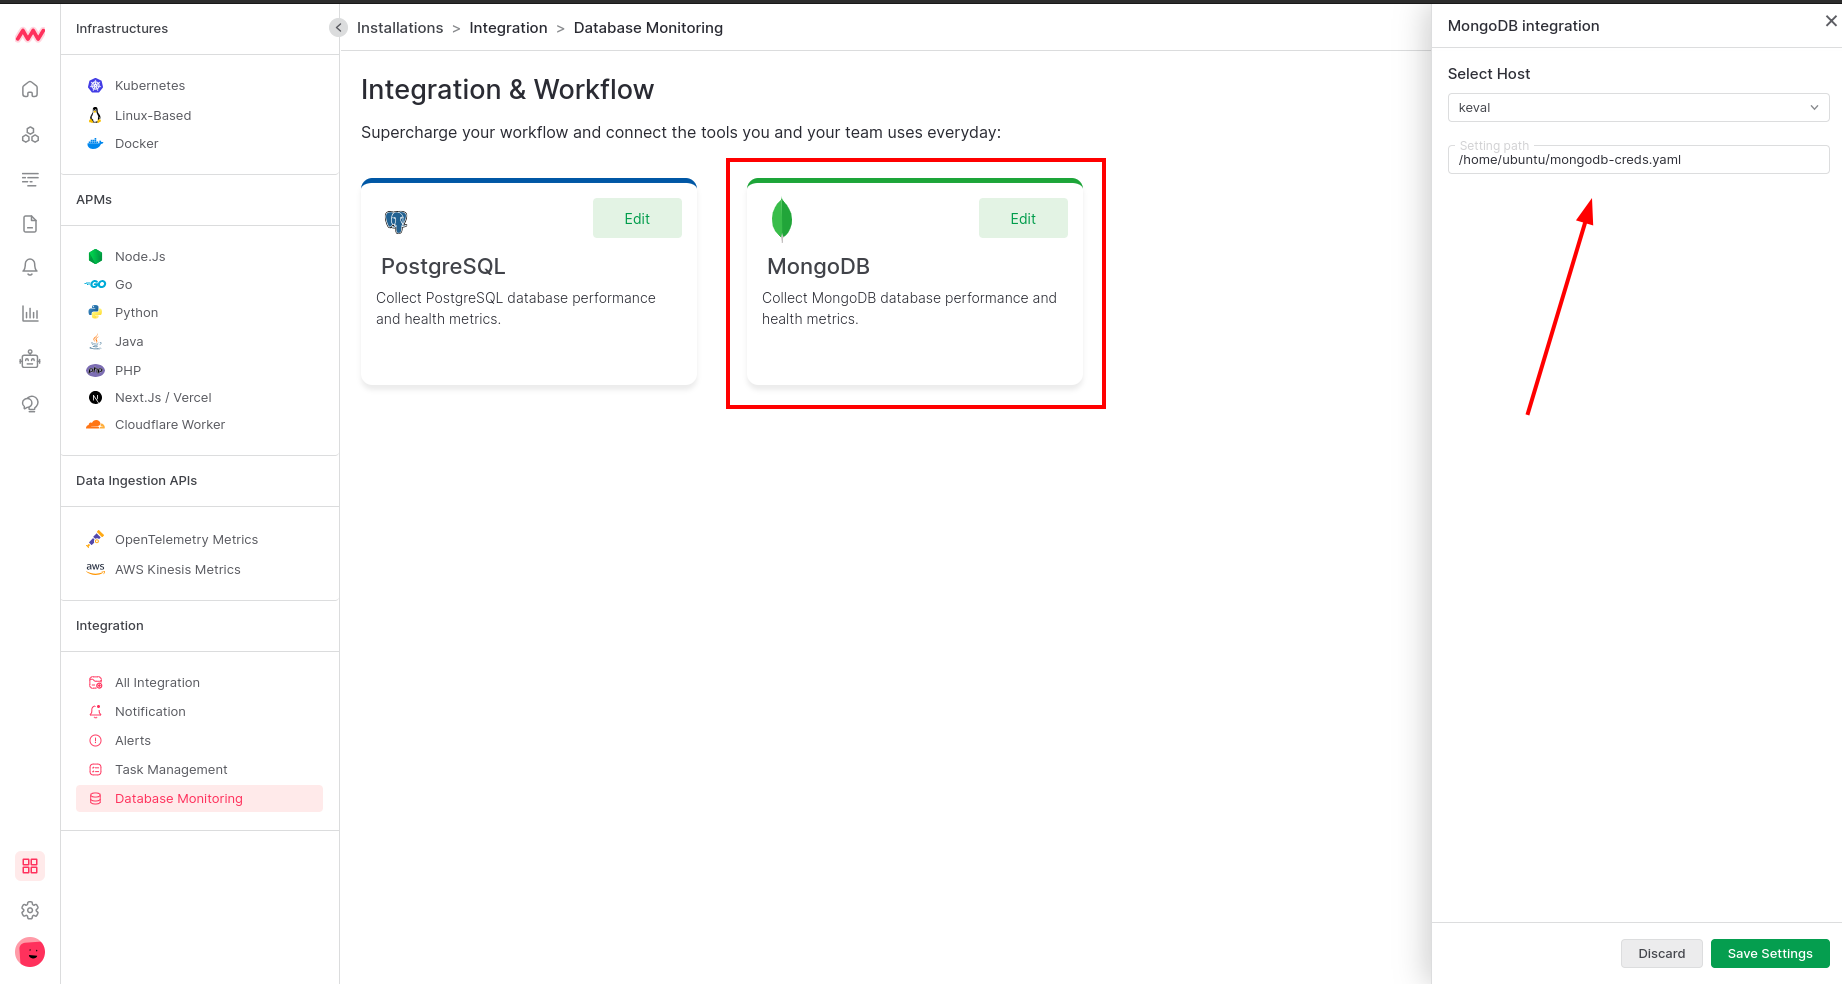 Infrastructures
Kubernetes
Linux-Based
Docker
APMs
Node.Js
Go
Python
Java
PHP
Next.Js / Vercel
Cloudflare Worker
Data Ingestion APIs
OpenTelemetry Metrics
aws AWS Kinesis Metrics
Integration
All Integration
Notification
Alerts
Task Management
Database Monitoring
Installations > Integration > Database Monitoring
Integration & Workflow
Supercharge your workflow and connect the tools you and your team uses everyday:
Edit
PostgreSQL
Collect PostgreSQL database performance
and health metrics.
Edit
MongoDB
Collect MongoDB database performance and
health metrics.
MongoDB integration
Select Host
keval
Setting path
/home/ubuntu/mongodb-creds.yaml
Discard
Save Settings